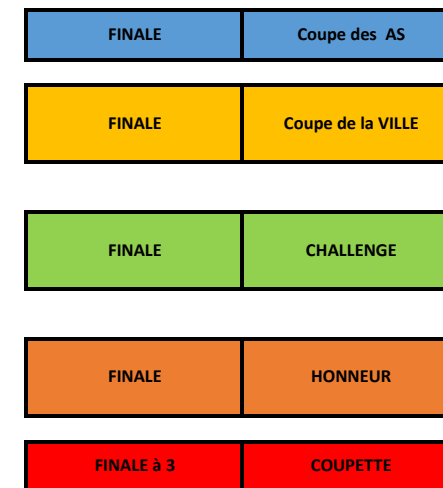 FINALE Coupe des AS
FINALE Coupe de la VILLE
FINALE CHALLENGE
FINALE HONNEUR
FINALE à 3 COUPETTE